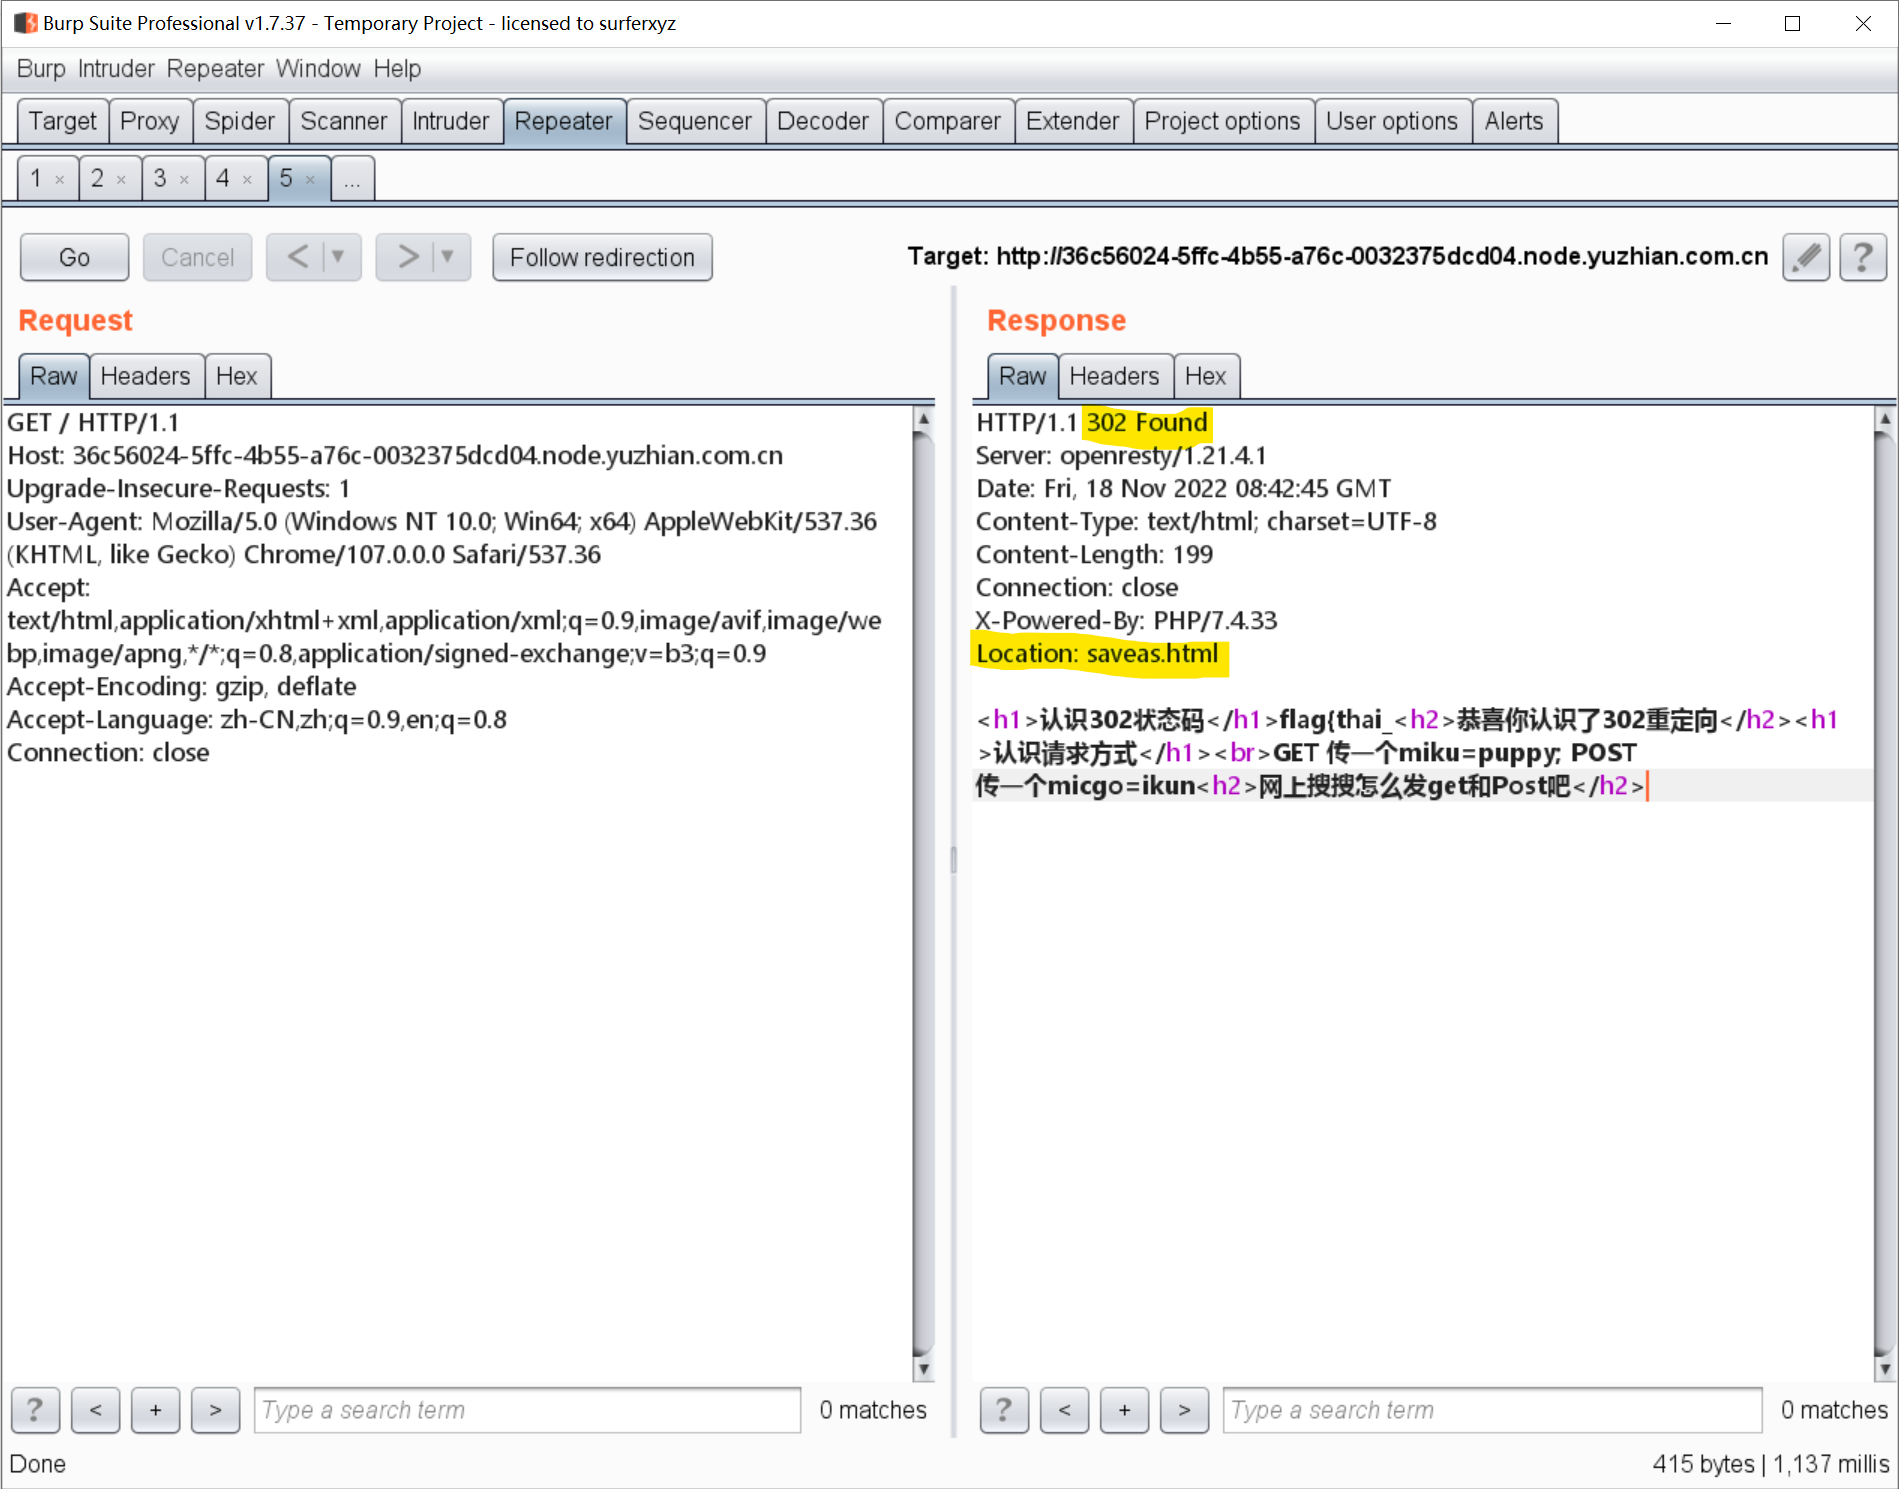 Burp Suite Professional v1.7.37 - Temporary Project - licensed to surferxyz
Burp Intruder Repeater Window Help
Target Proxy Spider Scanner Intruder Repeater Sequencer Decoder Comparer Extender Project options User options Alerts
1 × 2 × 3 × 4 × 5 × ...
Go Cancel < ▼ > ▼ Follow redirection Target: http://36c56024-5ffc-4b55-a76c-0032375dcd04.node.yuzhian.com.cn ?
Request
Raw Headers Hex
GET / HTTP/1.1
Host: 36c56024-5ffc-4b55-a76c-0032375dcd04.node.yuzhian.com.cn
Upgrade-Insecure-Requests: 1
User-Agent: Mozilla/5.0 (Windows NT 10.0; Win64; x64) AppleWebKit/537.36
(KHTML, like Gecko) Chrome/107.0.0.0 Safari/537.36
Accept:
text/html,application/xhtml+xml,application/xml;q=0.9,image/avif,image/we
bp,image/apng,*/*;q=0.8,application/signed-exchange;v=b3;q=0.9
Accept-Encoding: gzip, deflate
Accept-Language: zh-CN,zh;q=0.9,en;q=0.8
Connection: close
? < + > Type a search term 0 matches
Response
Raw Headers Hex
HTTP/1.1 302 Found
Server: openresty/1.21.4.1
Date: Fri, 18 Nov 2022 08:42:45 GMT
Content-Type: text/html; charset=UTF-8
Content-Length: 199
Connection: close
X-Powered-By: PHP/7.4.33
Location: saveas.html
<h1>认识302状态码</h1>flag{thai_<h2>恭喜你认识了302重定向</h2><h1
>认识请求方式</h1><br>GET 传一个miku=puppy; POST
传一个micgo=ikun<h2>网上搜搜怎么发get和Post吧</h2>
? < + > Type a search term 0 matches
Done 415 bytes | 1,137 millis